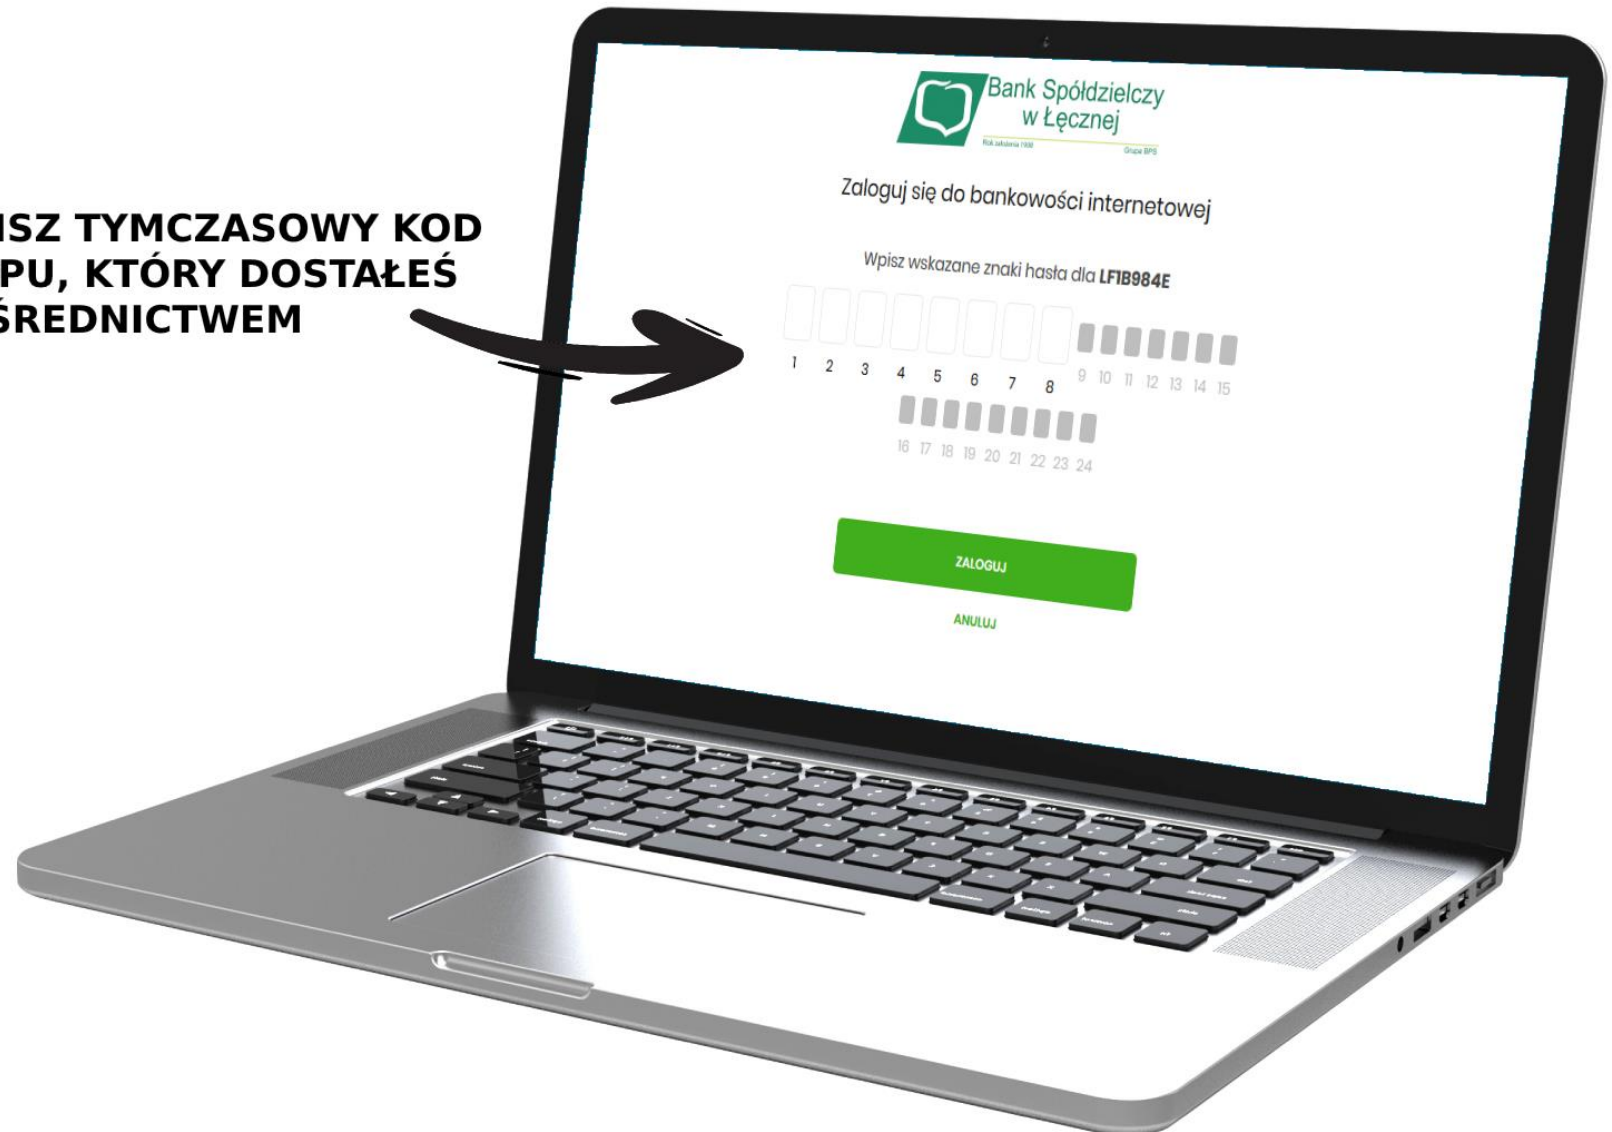 ISZ TYMCZASOWY KOD
PU, KTÓRY DOSTAŁEŚ
ŚREDNICTWEM
Bank Spółdzielczy
w Łęcznej
Grupa BPS
Zaloguj się do bankowości internetowej
Wpisz wskazane znaki hasła dla LF1B984E
1 2 3 4 5 6 7 8 9 10 11 12 13 14 15
16 17 18 19 20 21 22 23 24
ZALOGUJ
ANULUJ